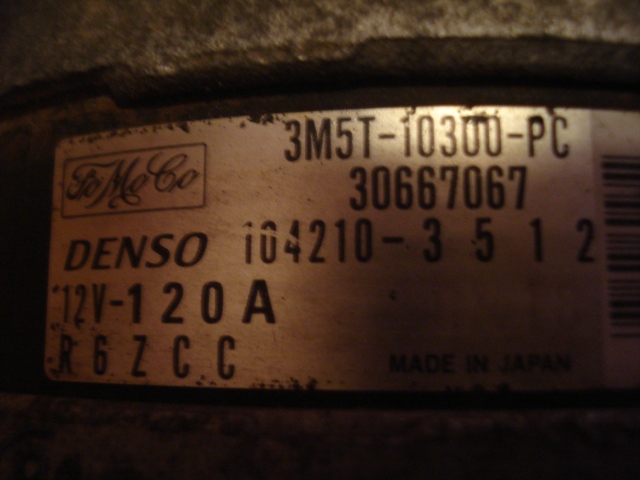 3M5T-10300-PC
FoMoCo
30667067
DENSO 104210-3512
12V-120A
R6ZCC
MADE IN JAPAN